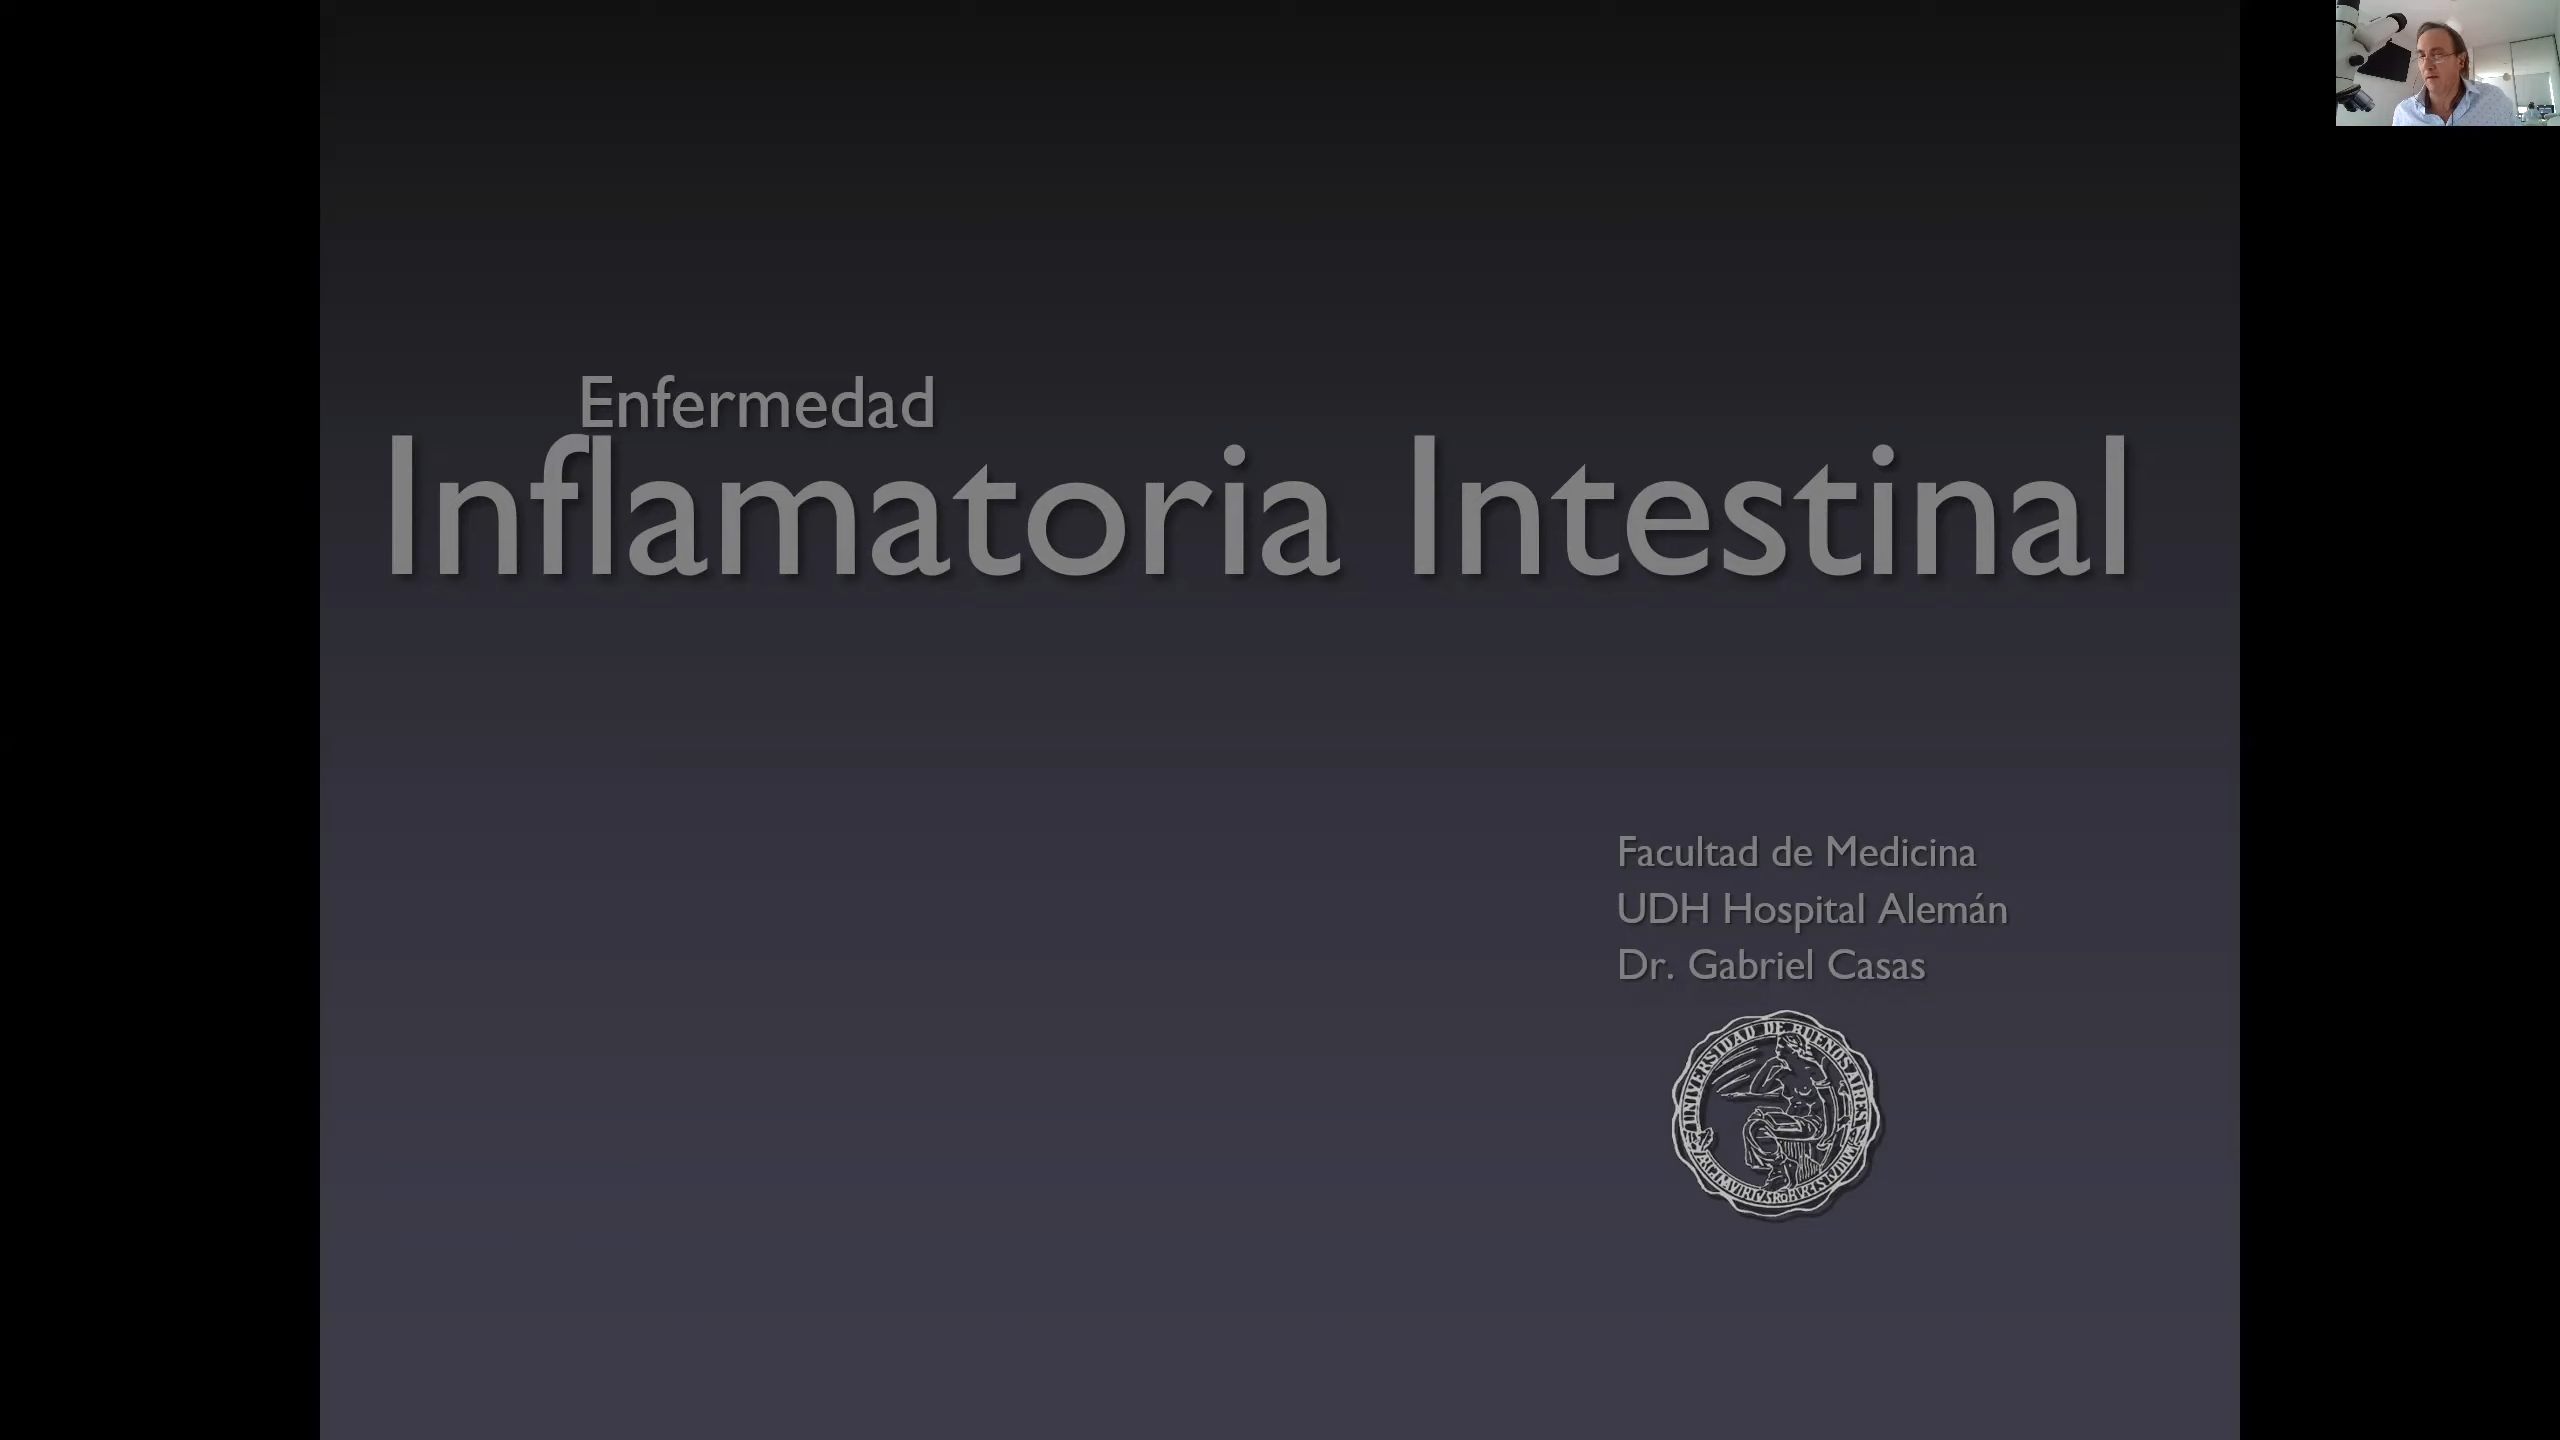 Enfermedad
Inflamatoria Intestinal
Facultad de Medicina
UDH Hospital Alemán
Dr. Gabriel Casas
UNIVERSIDAD DE BUENOS AIRES